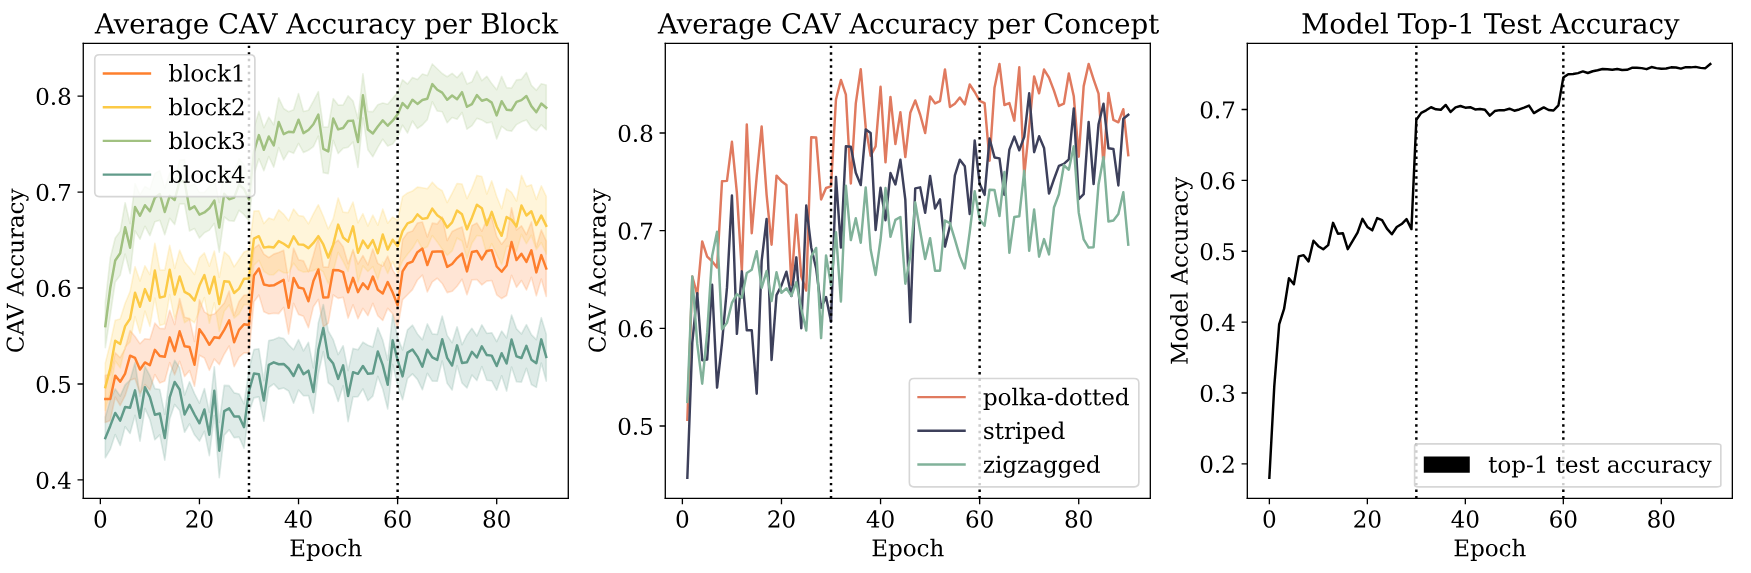 Average CAV Accuracy per Block
CAV Accuracy
0.8
0.7
0.6
0.5
0.4
block1
block2
block3
block4
0 20 40 60 80
Epoch
Average CAV Accuracy per Concept
CAV Accuracy
0.8
0.7
0.6
0.5
polka-dotted
striped
zigzagged
0 20 40 60 80
Epoch
Model Top-1 Test Accuracy
Model Accuracy
0.7
0.6
0.5
0.4
0.3
0.2
top-1 test accuracy
0 20 40 60 80
Epoch